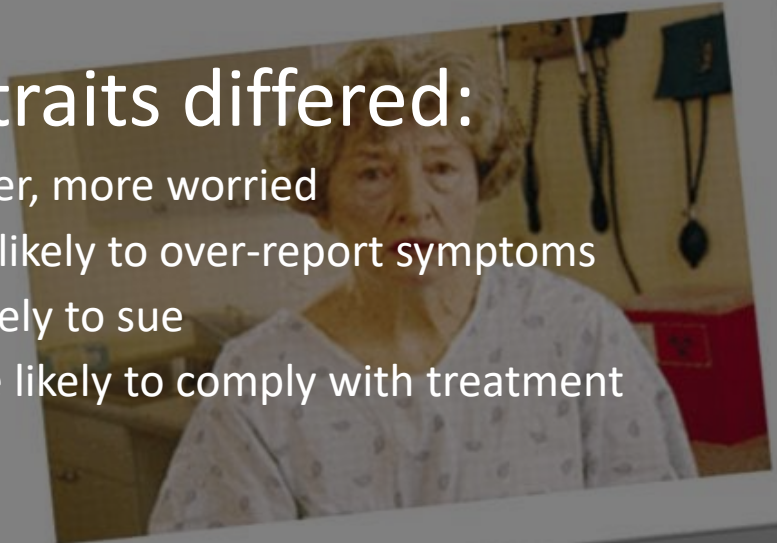 traits differed:
er, more worried
likely to over-report symptoms
ely to sue
likely to comply with treatment